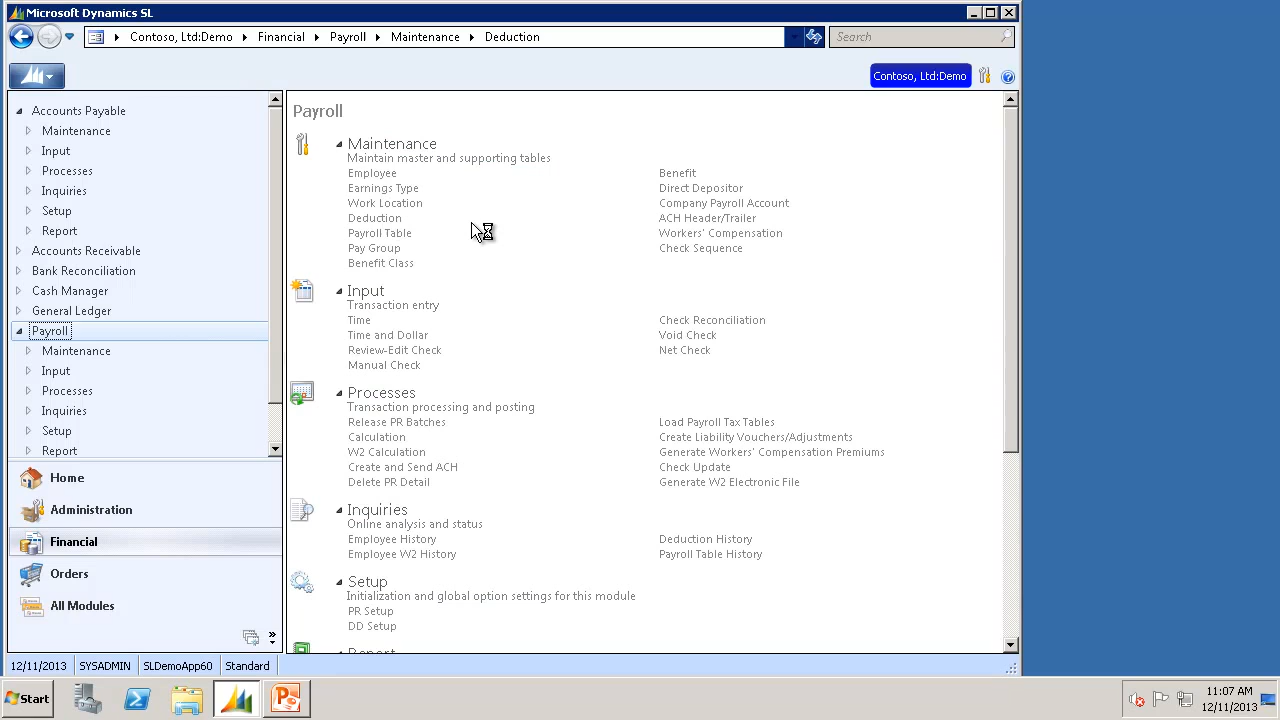 Microsoft Dynamics SL
Contoso, Ltd:Demo Financial Payroll Maintenance Deduction
Search
Contoso, Ltd:Demo
Accounts Payable
Maintenance
Input
Processes
Inquiries
Setup
Report
Accounts Receivable
Bank Reconciliation
Cash Manager
General Ledger
Payroll
Maintenance
Input
Processes
Inquiries
Setup
Report
Home
Administration
Financial
Orders
All Modules
Payroll
Maintenance
Maintain master and supporting tables
Employee Benefit
Earnings Type Direct Depositor
Work Location Company Payroll Account
Deduction ACH Header/Trailer
Payroll Table Workers' Compensation
Pay Group Check Sequence
Benefit Class
Input
Transaction entry
Time Check Reconciliation
Time and Dollar Void Check
Review-Edit Check Net Check
Manual Check
Processes
Transaction processing and posting
Release PR Batches Load Payroll Tax Tables
Calculation Create Liability Vouchers/Adjustments
W2 Calculation Generate Workers' Compensation Premiums
Create and Send ACH Check Update
Delete PR Detail Generate W2 Electronic File
Inquiries
Online analysis and status
Employee History Deduction History
Employee W2 History Payroll Table History
Setup
Initialization and global option settings for this module
PR Setup
DD Setup
Report
12/11/2013 SYSADMIN SLDemoApp60 Standard
Start
11:07 AM
12/11/2013